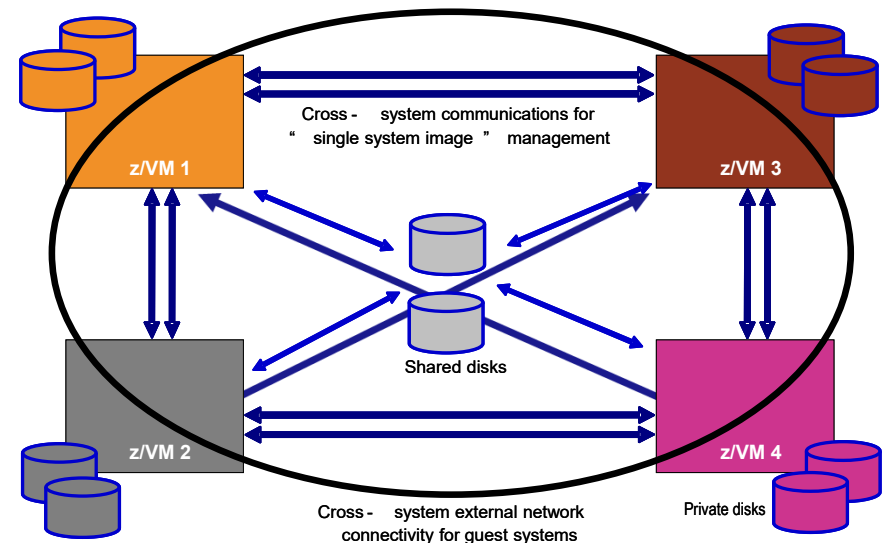 Cross - system communications for
“ single system image ” management
z/VM 1
z/VM 3
Shared disks
z/VM 2
z/VM 4
Private disks
Cross - system external network
connectivity for guest systems